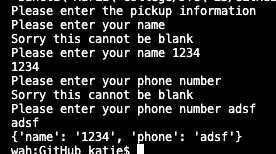 Please enter the pickup information
Please enter your name
Sorry this cannot be blank
Please enter your name 1234
1234
Please enter your phone number
Sorry this cannot be blank
Please enter your phone number adsf
adsf
{'name': '1234', 'phone': 'adsf'}
wah:GitHub katie$